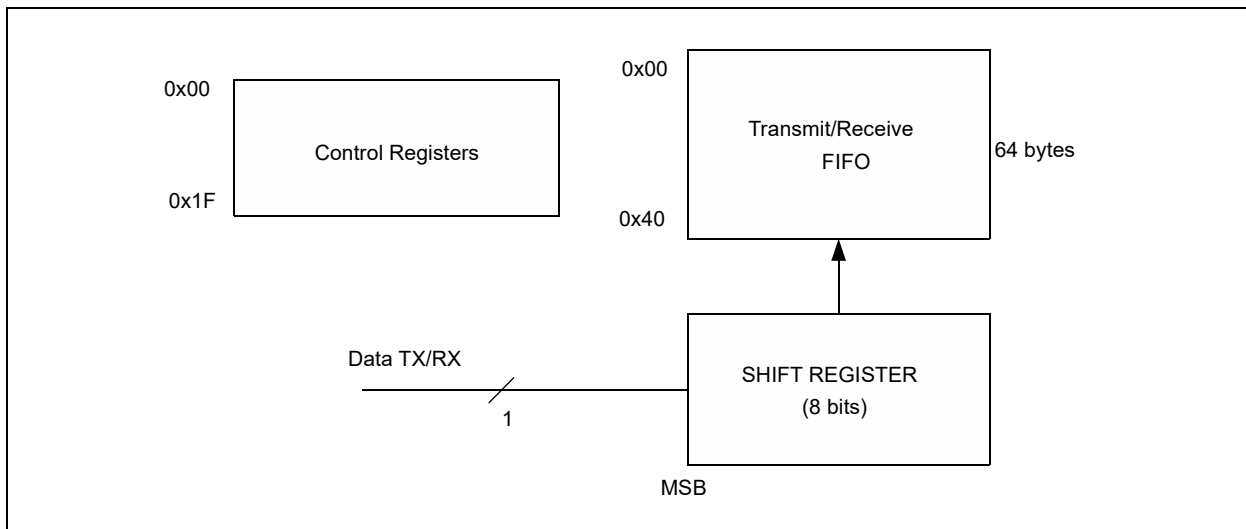 0x00
Control Registers
0x1F
0x00
Transmit/Receive
FIFO
64 bytes
0x40
Data TX/RX
1
SHIFT REGISTER
(8 bits)
MSB